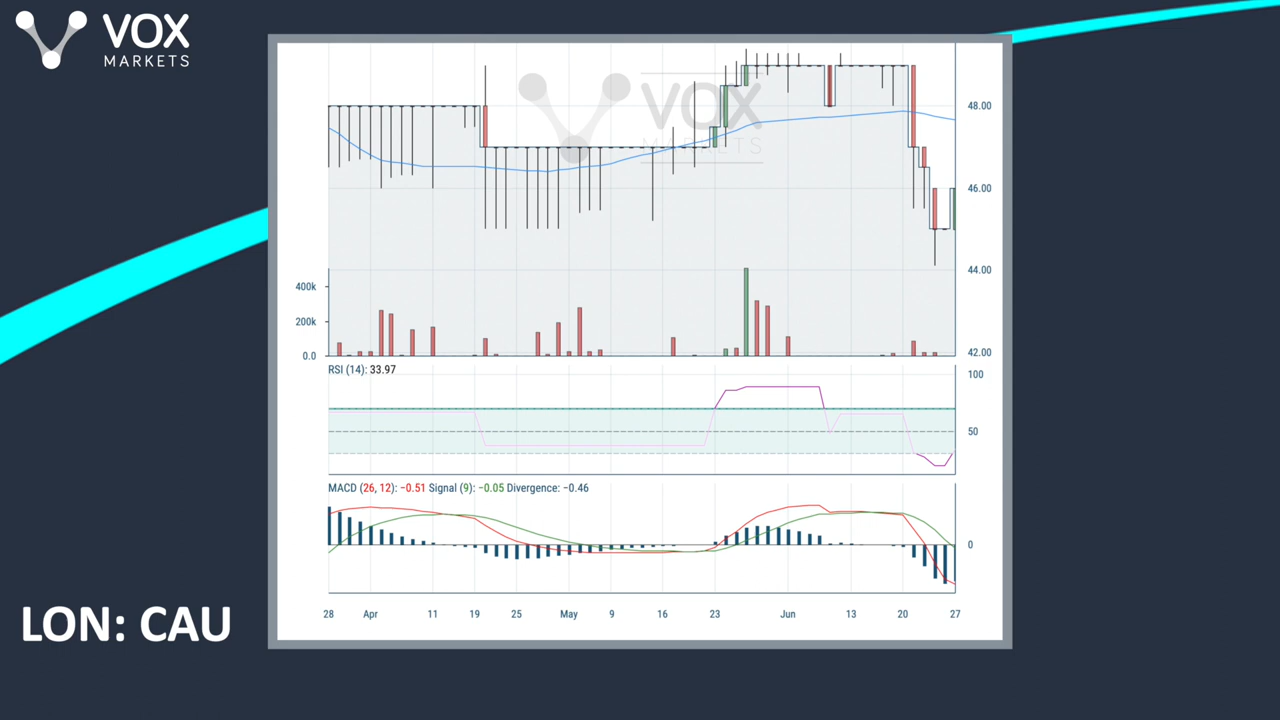 VOX
MARKETS
VOX
MARKETS
48.00
46.00
44.00
400k
200k
0.0
42.00
RSI (14): 33.97
100
50
MACD (26, 12): −0.51 Signal (9): −0.05 Divergence: −0.46
0
28 Apr 11 19 25 May 9 16 23 Jun 13 20 27
LON: CAU